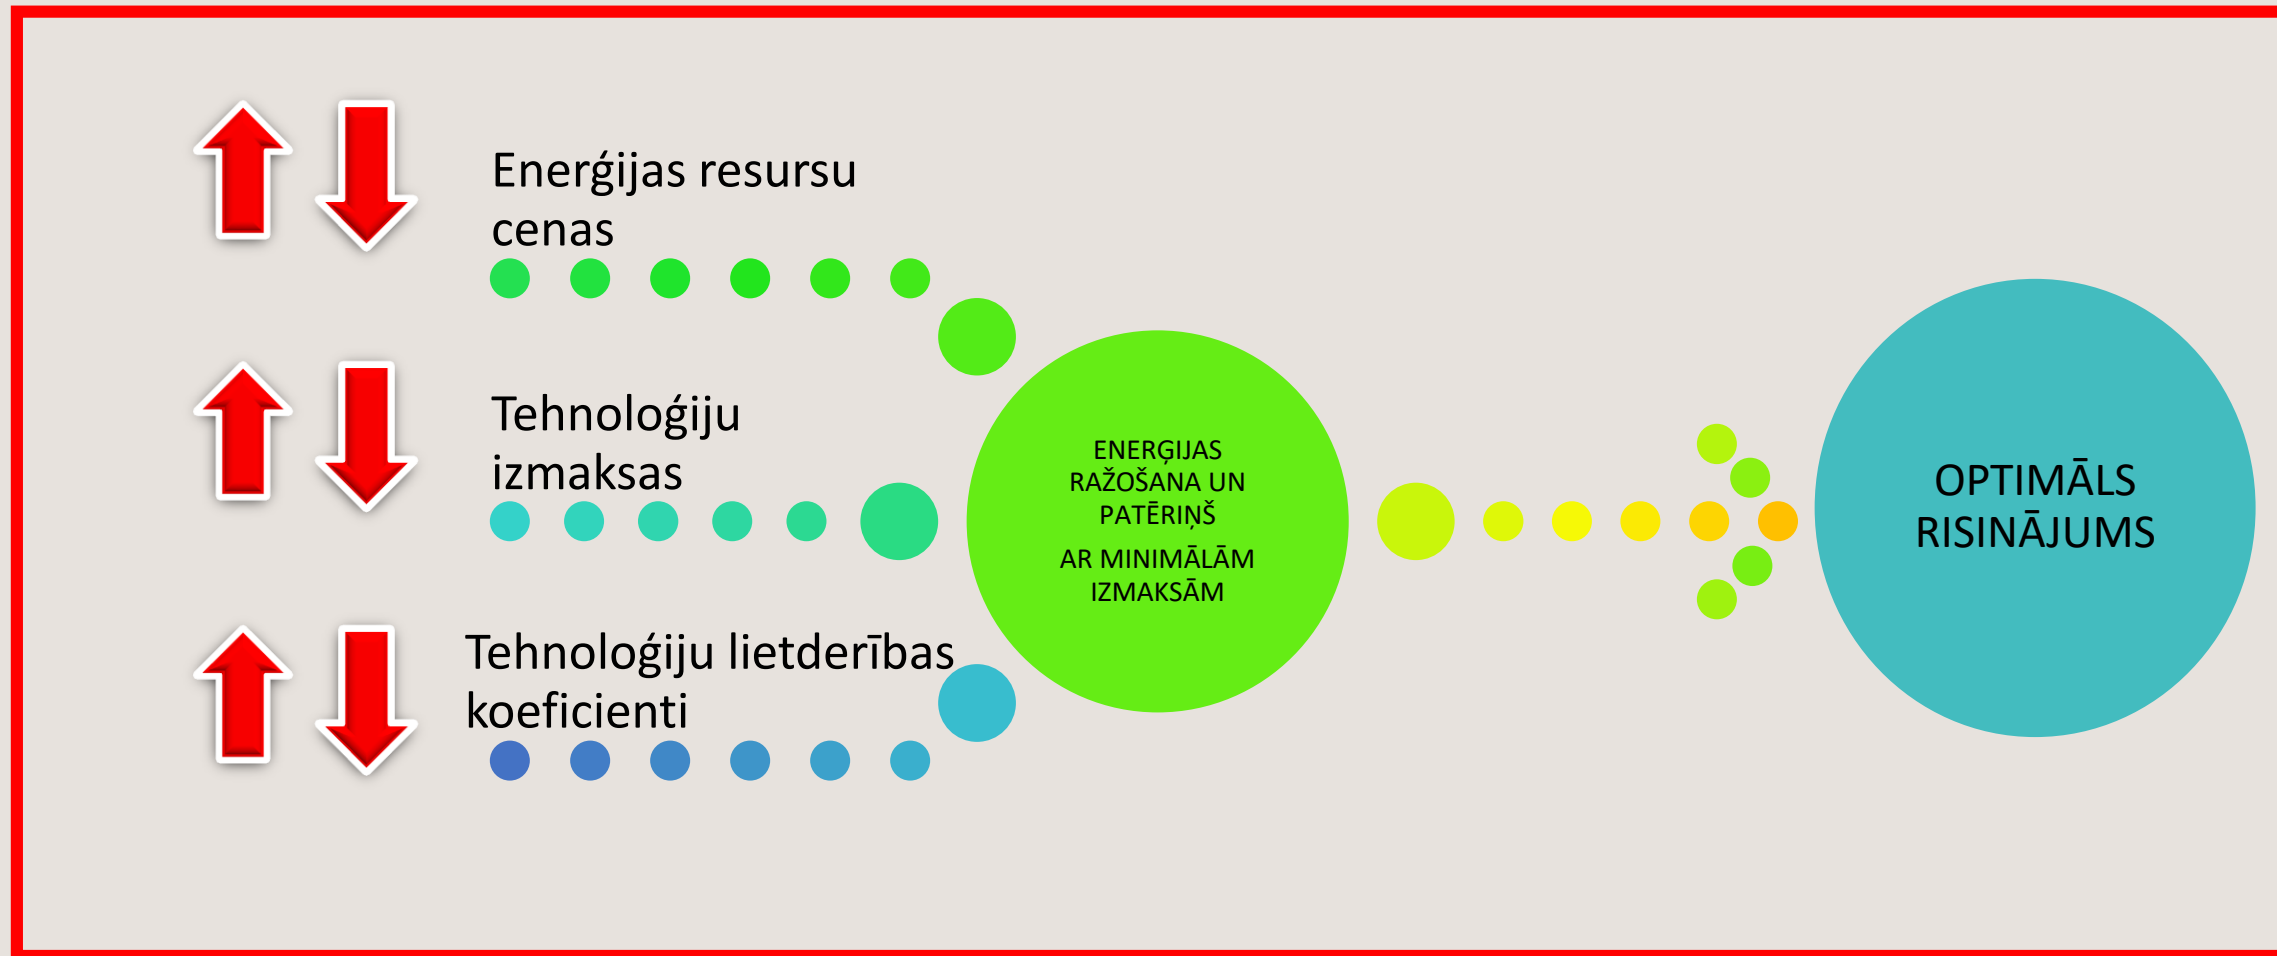 Enerģijas resursu
cenas
Tehnoloģiju
izmaksas
Tehnoloģiju lietderības
koeficienti
ENERĢIJAS
RAŽOŠANA UN
PATĒRIŅŠ
AR MINIMĀLĀM
IZMAKSĀM
OPTIMĀLS
RISINĀJUMS